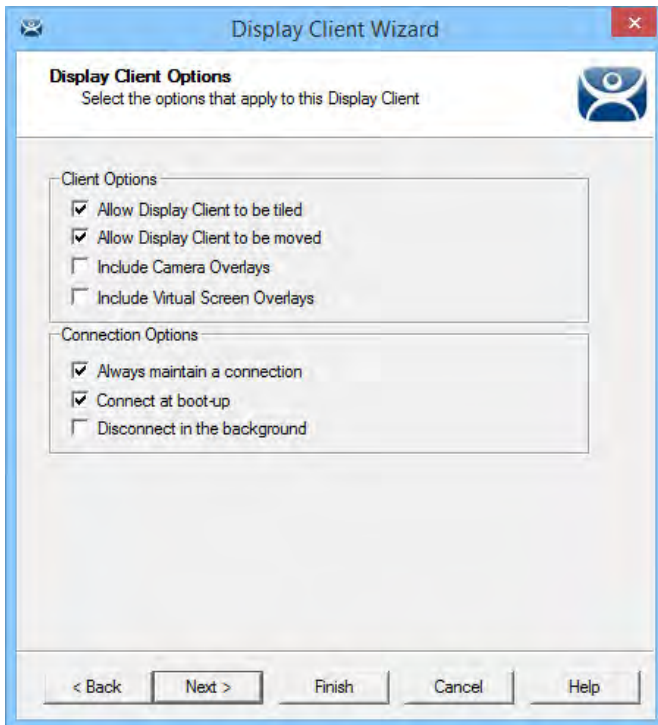 Display Client Wizard
Display Client Options
Select the options that apply to this Display Client
Client Options
Allow Display Client to be tiled
Allow Display Client to be moved
Include Camera Overlays
Include Virtual Screen Overlays
Connection Options
Always maintain a connection
Connect at boot-up
Disconnect in the background
< Back Next > Finish Cancel Help